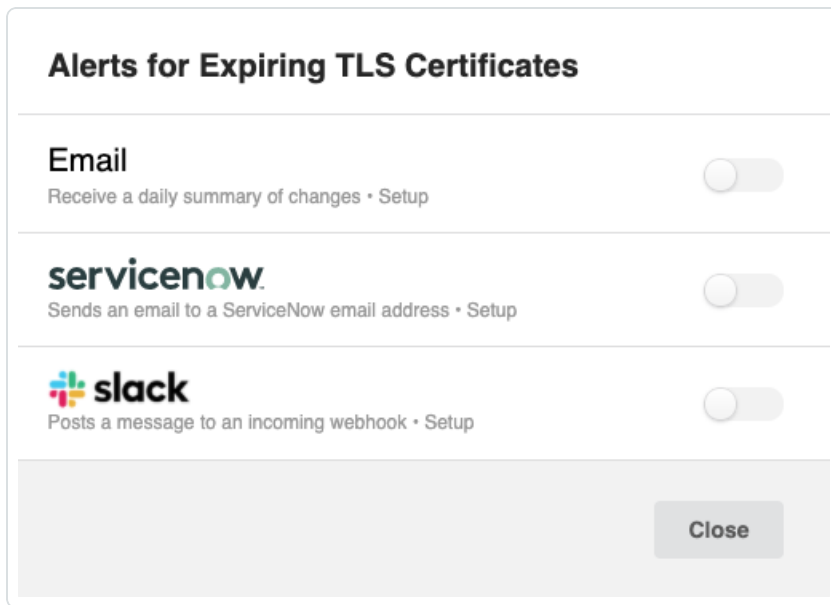 Alerts for Expiring TLS Certificates
Email
Receive a daily summary of changes • Setup
servicenow.
Sends an email to a ServiceNow email address • Setup
slack
Posts a message to an incoming webhook • Setup
Close